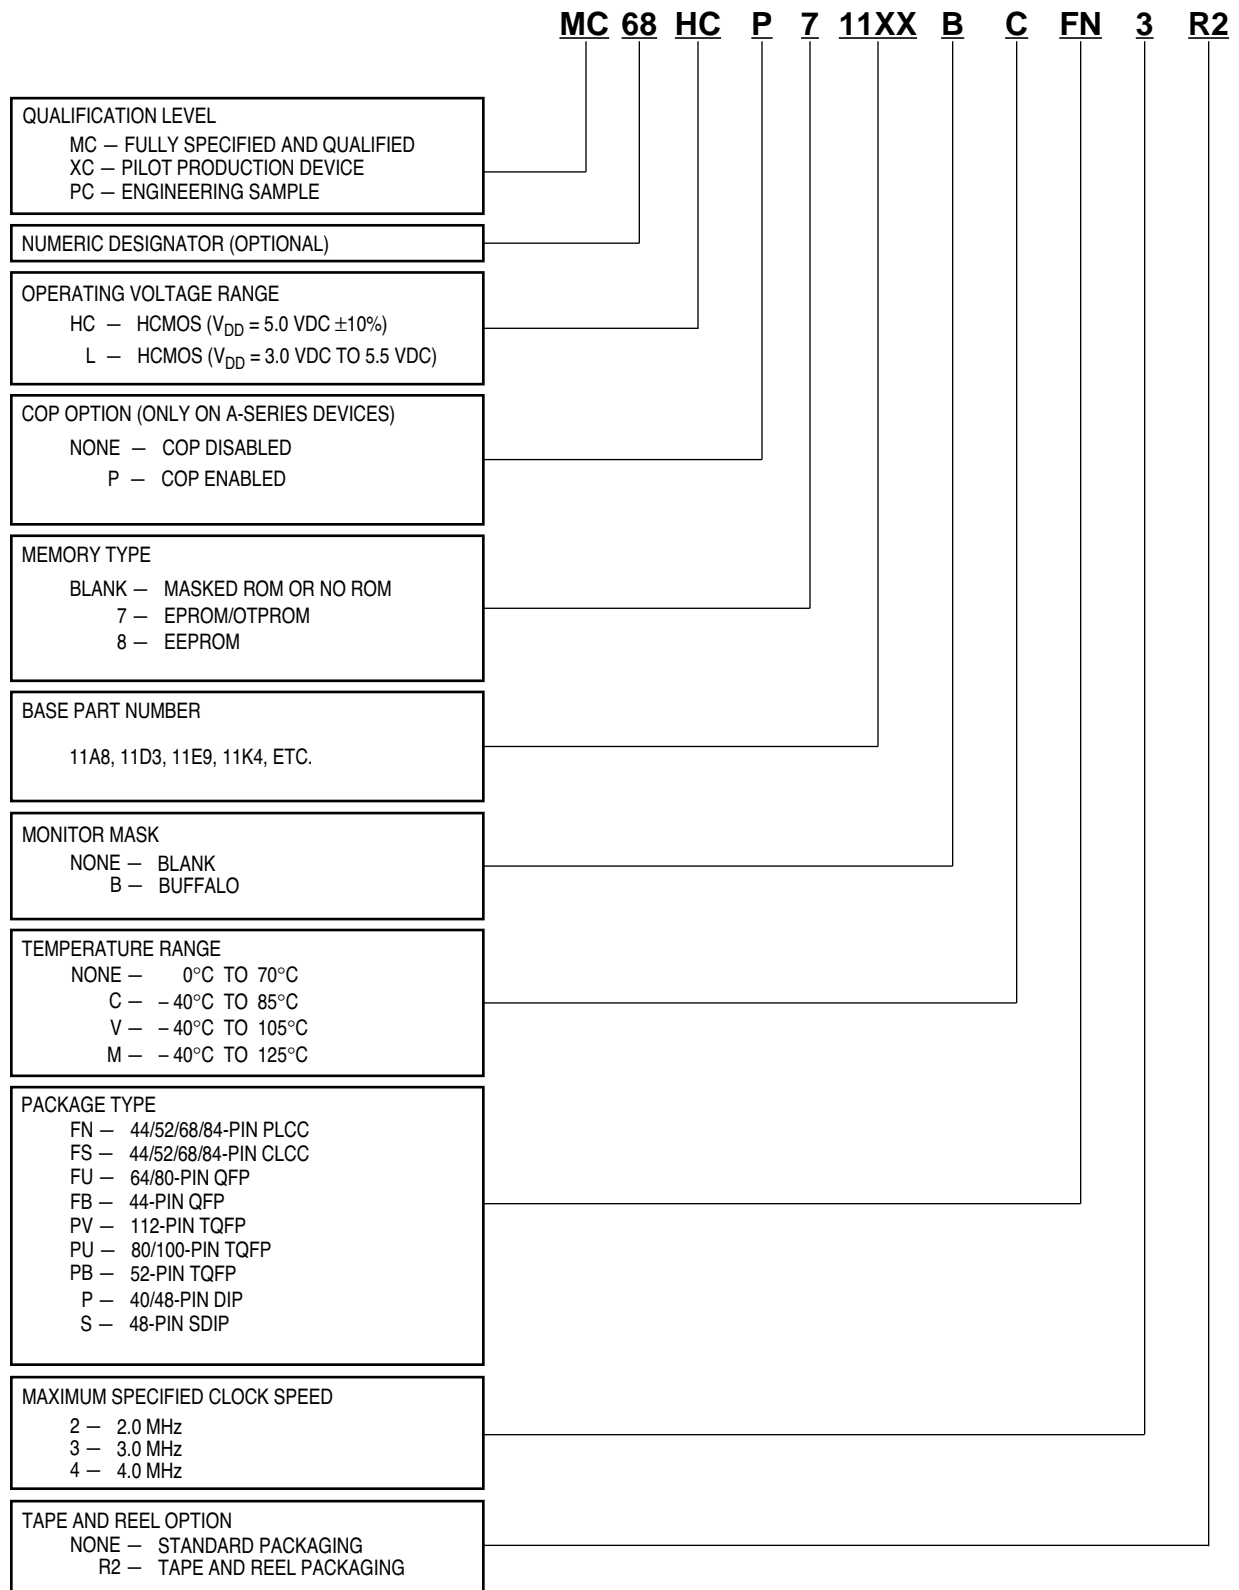 MC 68 HC P 7 11XX B C FN 3 R2
QUALIFICATION LEVEL
MC — FULLY SPECIFIED AND QUALIFIED
XC — PILOT PRODUCTION DEVICE
PC — ENGINEERING SAMPLE
NUMERIC DESIGNATOR (OPTIONAL)
OPERATING VOLTAGE RANGE
HC — HCMOS (VDD = 5.0 VDC ±10%)
L — HCMOS (VDD = 3.0 VDC TO 5.5 VDC)
COP OPTION (ONLY ON A-SERIES DEVICES)
NONE — COP DISABLED
P — COP ENABLED
MEMORY TYPE
BLANK — MASKED ROM OR NO ROM
7 — EPROM/OTPROM
8 — EEPROM
BASE PART NUMBER
11A8, 11D3, 11E9, 11K4, ETC.
MONITOR MASK
NONE — BLANK
B — BUFFALO
TEMPERATURE RANGE
NONE — 0°C TO 70°C
C — – 40°C TO 85°C
V — – 40°C TO 105°C
M — – 40°C TO 125°C
PACKAGE TYPE
FN — 44/52/68/84-PIN PLCC
FS — 44/52/68/84-PIN CLCC
FU — 64/80-PIN QFP
FB — 44-PIN QFP
PV — 112-PIN TQFP
PU — 80/100-PIN TQFP
PB — 52-PIN TQFP
P — 40/48-PIN DIP
S — 48-PIN SDIP
MAXIMUM SPECIFIED CLOCK SPEED
2 — 2.0 MHz
3 — 3.0 MHz
4 — 4.0 MHz
TAPE AND REEL OPTION
NONE — STANDARD PACKAGING
R2 — TAPE AND REEL PACKAGING